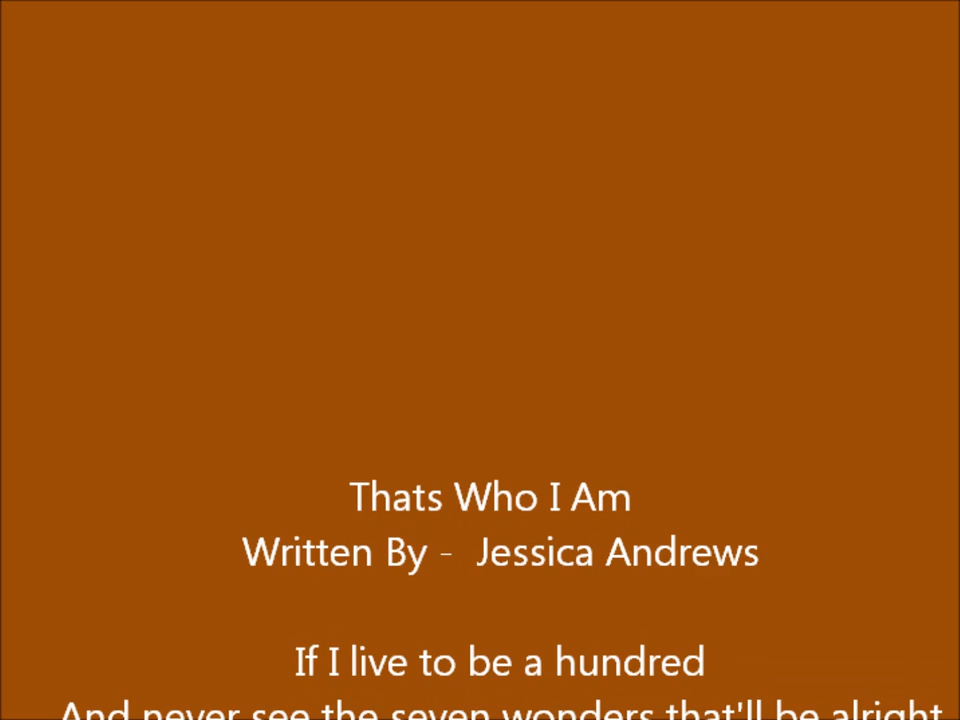 Thats Who I Am
Written By - Jessica Andrews
If I live to be a hundred
And never see the seven wonders that'll be alright